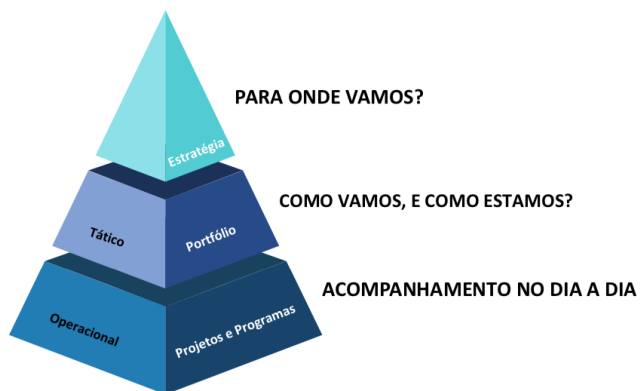 PARA ONDE VAMOS?
Estratégia
COMO VAMOS, E COMO ESTAMOS?
Tático
Portfólio
ACOMPANHAMENTO NO DIA A DIA
Operacional
Projetos e Programas